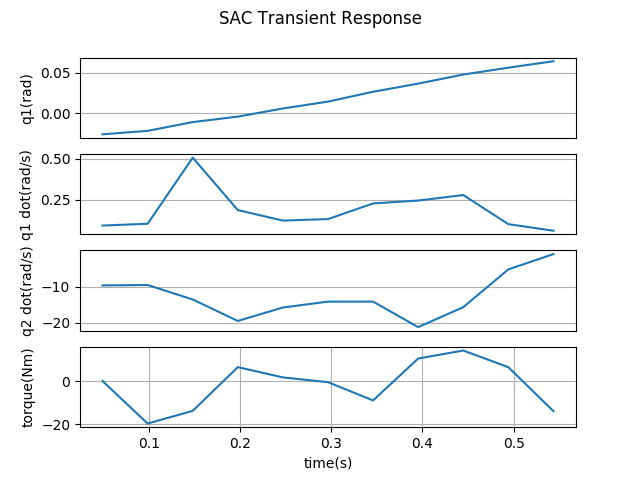 SAC Transient Response
0.05
0.00
q1(rad)
0.50
0.25
q1 dot(rad/s)
−10
−20
q2 dot(rad/s)
0
−20
torque(Nm)
0.1 0.2 0.3 0.4 0.5
time(s)